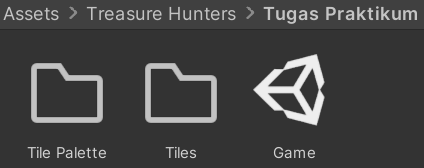 Assets > Treasure Hunters > Tugas Praktikum
Tile Palette Tiles Game